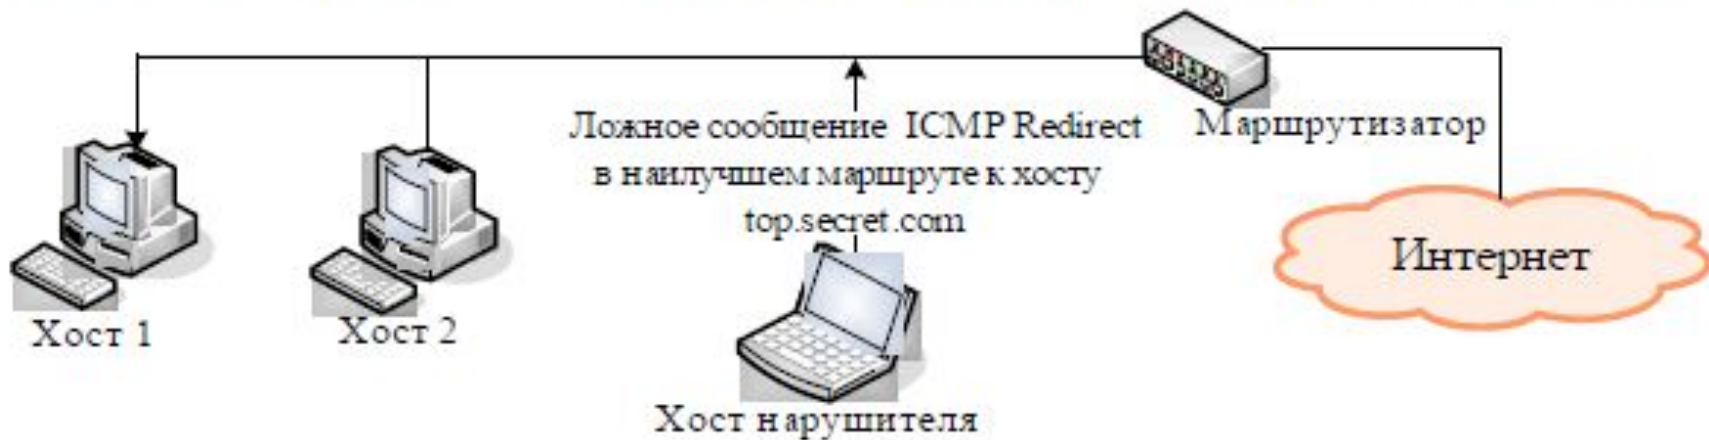 Ложное сообщение ICMP Redirect
в наилучшем маршруте к хосту
top.secret.com
Маршрутизатор
Интернет
Хост 1
Хост 2
Хост нарушителя